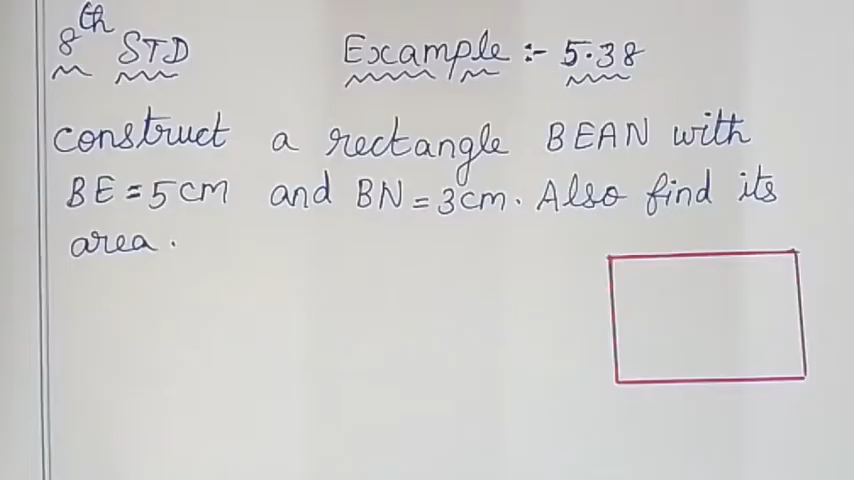 8th STD Example :- 5.38
construct a rectangle BEAN with
BE = 5 cm and BN = 3 cm. Also find its
area.